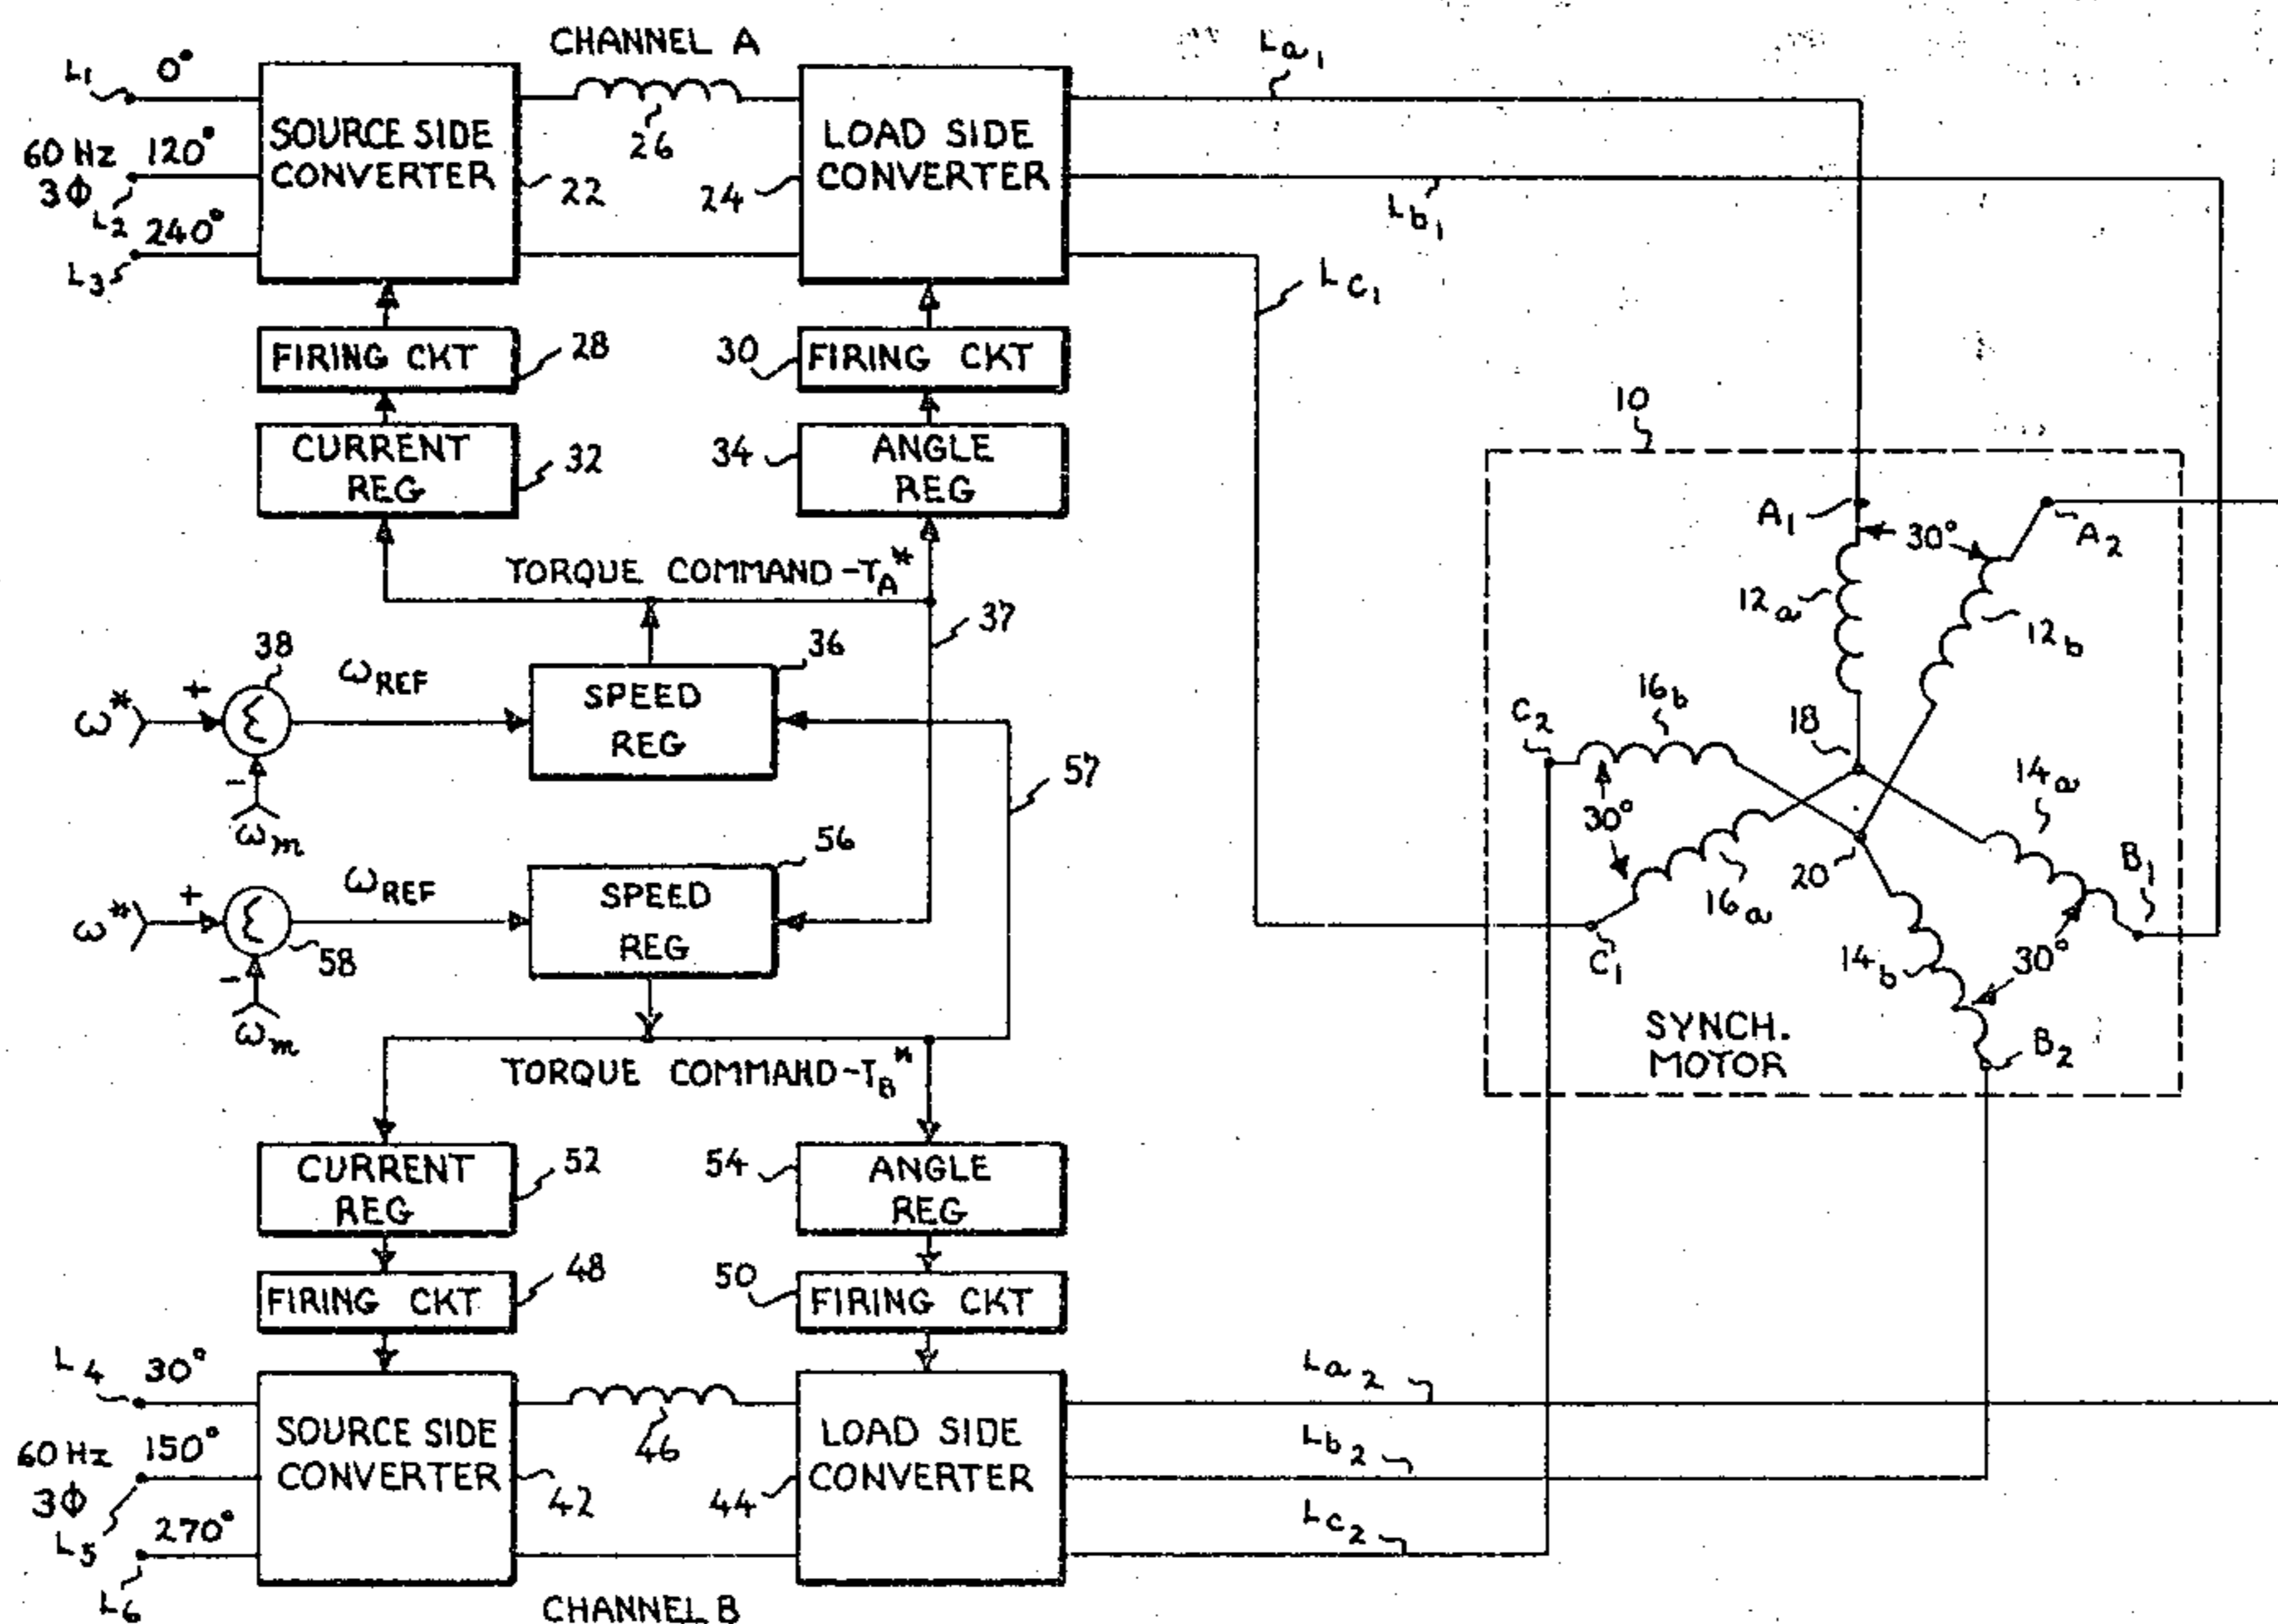 CHANNEL A
L1 0°
60 Hz 120°
3Φ
L2 240°
L3
SOURCE SIDE
CONVERTER
22
26
LOAD SIDE
CONVERTER
24
La1
Lb1
Lc1
FIRING CKT
28
30
FIRING CKT
CURRENT
REG
32
34
ANGLE
REG
TORQUE COMMAND-TA*
37
38
ω*
+
-
ωm
ωREF
SPEED
REG
36
57
ω*
+
-
58
ωm
ωREF
SPEED
REG
56
TORQUE COMMAND-TB*
CURRENT
REG
52
54
ANGLE
REG
FIRING CKT
48
50
FIRING CKT
L4 30°
60 Hz 150°
3Φ
L5 270°
L6
SOURCE SIDE
CONVERTER
42
46
LOAD SIDE
CONVERTER
44
La2
Lb2
Lc2
CHANNEL B
10
A1
30°
A2
12a
12b
C2
16b
18
14a
30°
16a
20
B1
C1
14b
30°
B2
SYNCH.
MOTOR